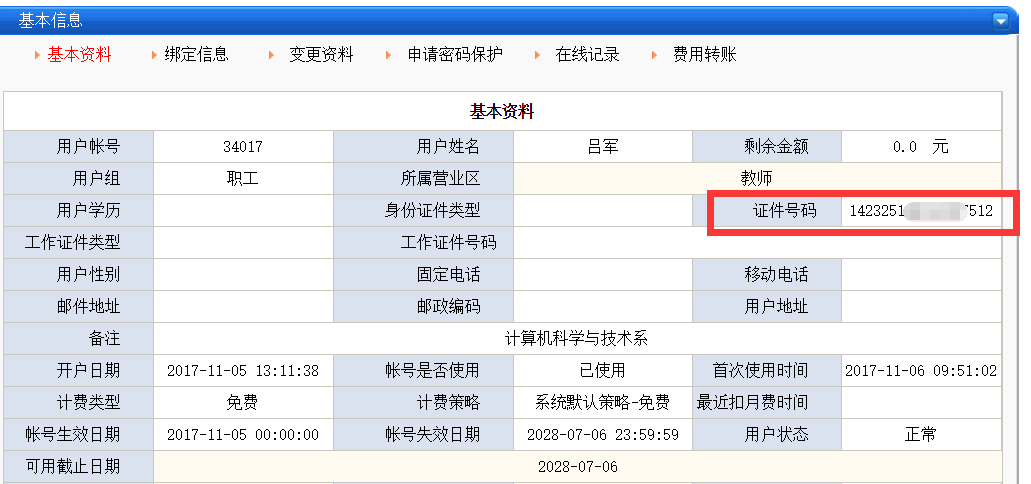 基本信息
基本资料 绑定信息 变更资料 申请密码保护 在线记录 费用转账
基本资料
用户帐号 34017 用户姓名 吕军 剩余金额 0.0 元
用户组 职工 所属营业区 教师
用户学历 身份证件类型 证件号码 1423251 512
工作证件类型 工作证件号码
用户性别 固定电话 移动电话
邮件地址 邮政编码 用户地址
备注 计算机科学与技术系
开户日期 2017-11-05 13:11:38 帐号是否使用 已使用 首次使用时间 2017-11-06 09:51:02
计费类型 免费 计费策略 系统默认策略-免费 最近扣月费时间
帐号生效日期 2017-11-05 00:00:00 帐号失效日期 2028-07-06 23:59:59 用户状态 正常
可用截止日期 2028-07-06